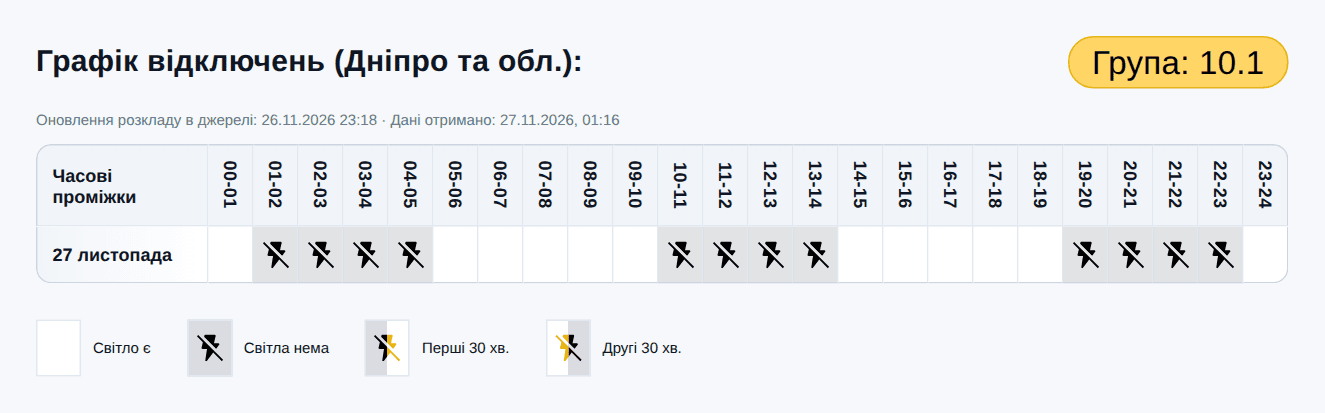 Графік відключень (Дніпро та обл.):
Група: 10.1
Оновлення розкладу в джерелі: 26.11.2026 23:18 · Дані отримано: 27.11.2026, 01:16
Часові
проміжки
00-01 01-02 02-03 03-04 04-05 05-06 06-07 07-08 08-09 09-10 10-11 11-12 12-13 13-14 14-15 15-16 16-17 17-18 18-19 19-20 20-21 21-22 22-23 23-24
27 листопада
Світло є
Світла нема
Перші 30 хв.
Другі 30 хв.